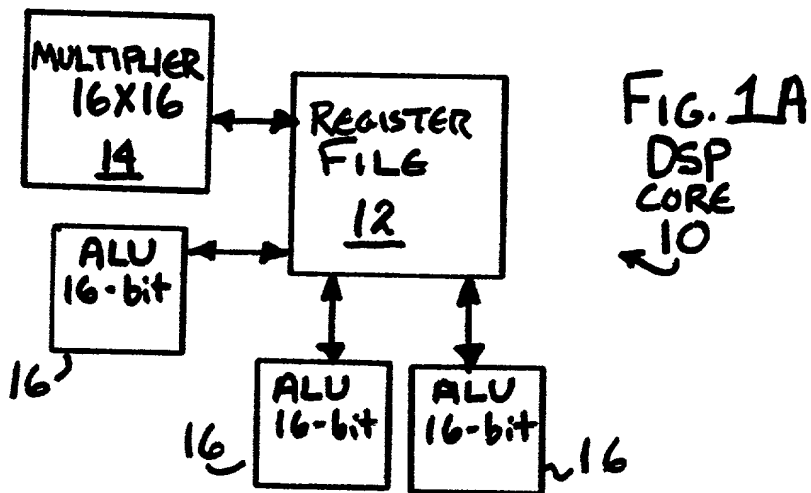 MULTIPLIER
16X16
14
REGISTER
FILE
12
FIG. 1A
DSP
CORE
10
ALU
16-bit
16
ALU
16-bit
16
ALU
16-bit
16